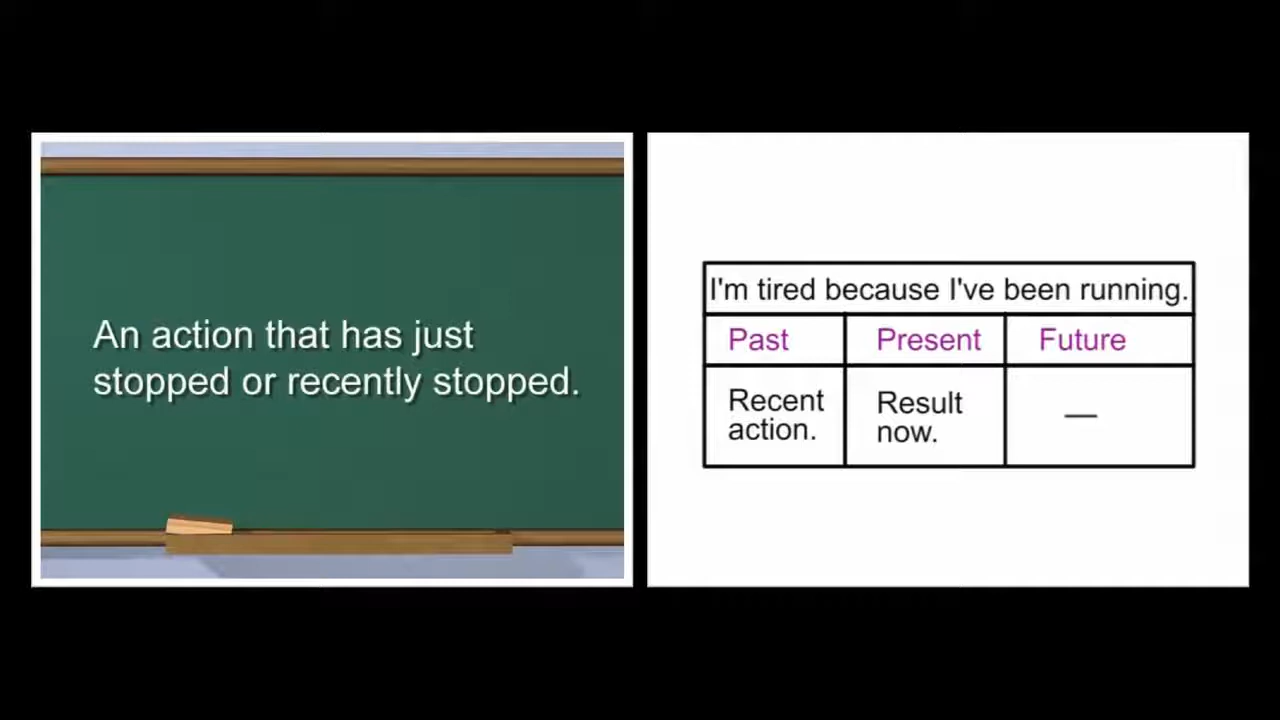 An action that has just
stopped or recently stopped.
I'm tired because I've been running.
Past Present Future
Recent
action.
Result
now.
—